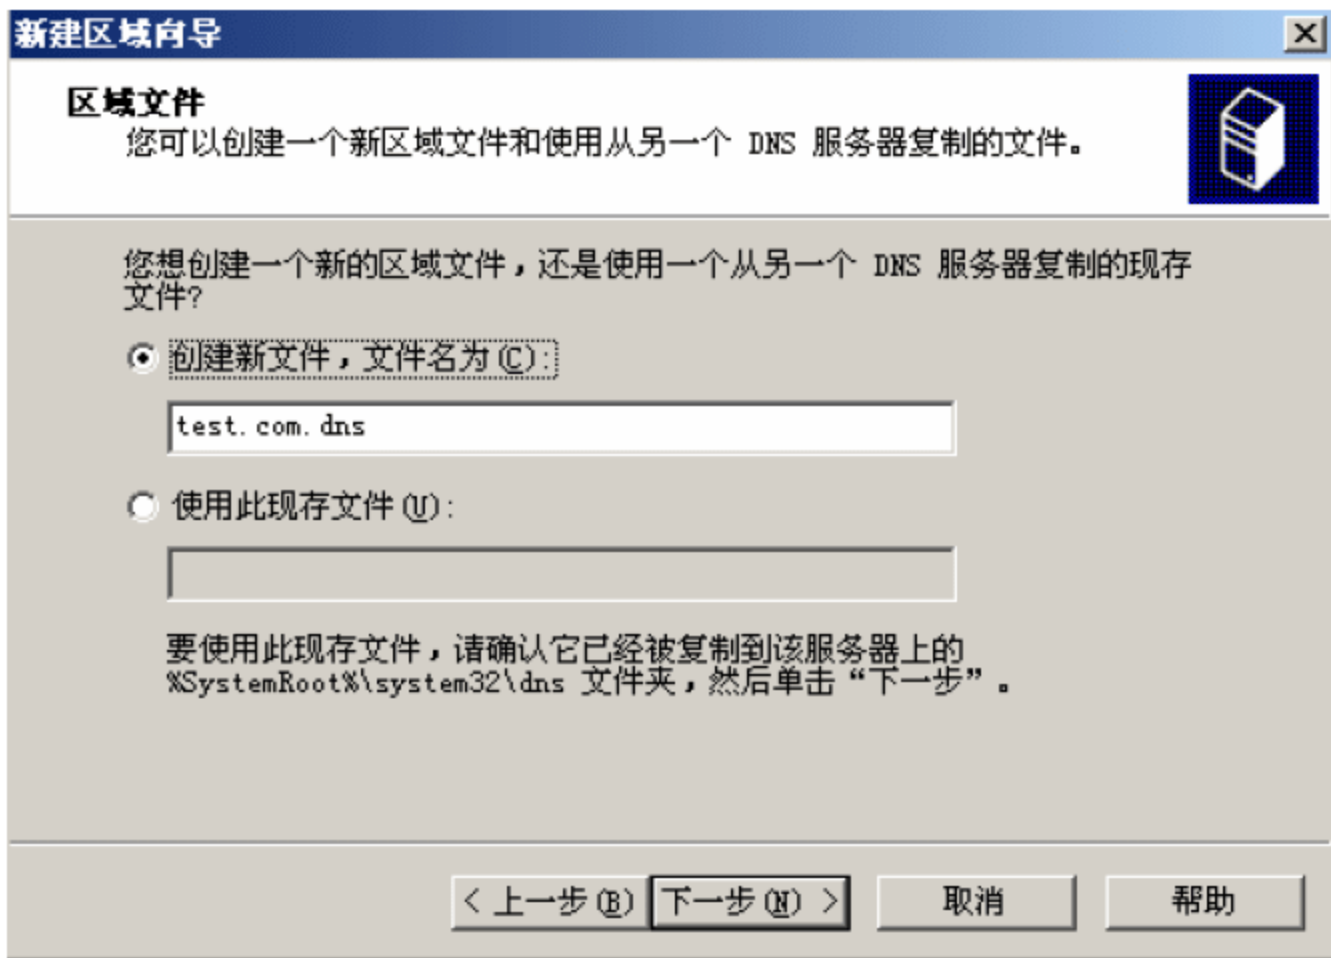 新建区域向导
区域文件
您可以创建一个新区域文件和使用从另一个 DNS 服务器复制的文件。
您想创建一个新的区域文件，还是使用一个从另一个 DNS 服务器复制的现存
文件?
创建新文件，文件名为(C):
test.com.dns
使用此现存文件(U):
要使用此现存文件，请确认它已经被复制到该服务器上的
%SystemRoot%\system32\dns 文件夹，然后单击“下一步”。
< 上一步(B) 下一步(N) > 取消 帮助